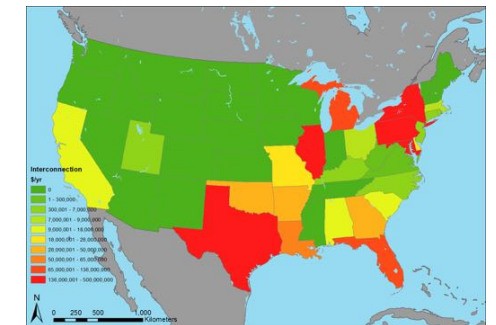 Interconnection
$/yr
0
1 - 300,000
300,001 - 7,000,000
7,000,001 - 9,000,000
9,000,001 - 18,000,000
18,000,001 - 28,000,000
28,000,001 - 50,000,000
50,000,001 - 65,000,000
65,000,001 - 130,000,000
130,000,001 - 500,000,000
N
0 250 500 1,000
Kilometers